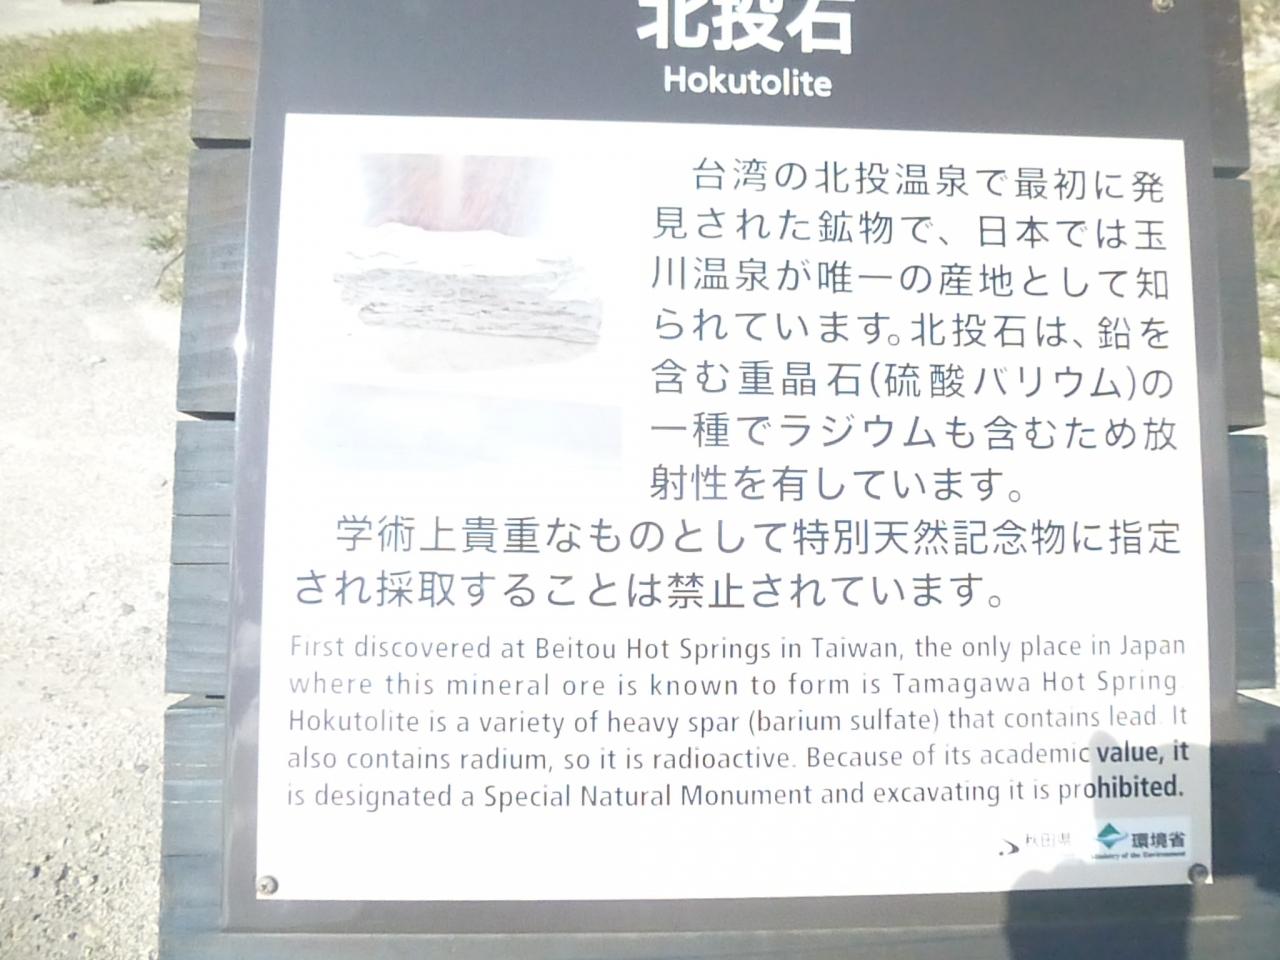 北投石
Hokutolite
台湾の北投温泉で最初に発
見された鉱物で、日本では玉
川温泉が唯一の産地として知
られています。北投石は、鉛を
含む重晶石(硫酸バリウム)の
一種でラジウムも含むため放
射性を有しています。
学術上貴重なものとして特別天然記念物に指定
され採取することは禁止されています。
First discovered at Beitou Hot Springs in Taiwan, the only place in Japan
where this mineral ore is known to form is Tamagawa Hot Spring.
Hokutolite is a variety of heavy spar (barium sulfate) that contains lead. It
also contains radium, so it is radioactive. Because of its academic value, it
is designated a Special Natural Monument and excavating it is prohibited.
秋田県 環境省
Ministry of the Environment